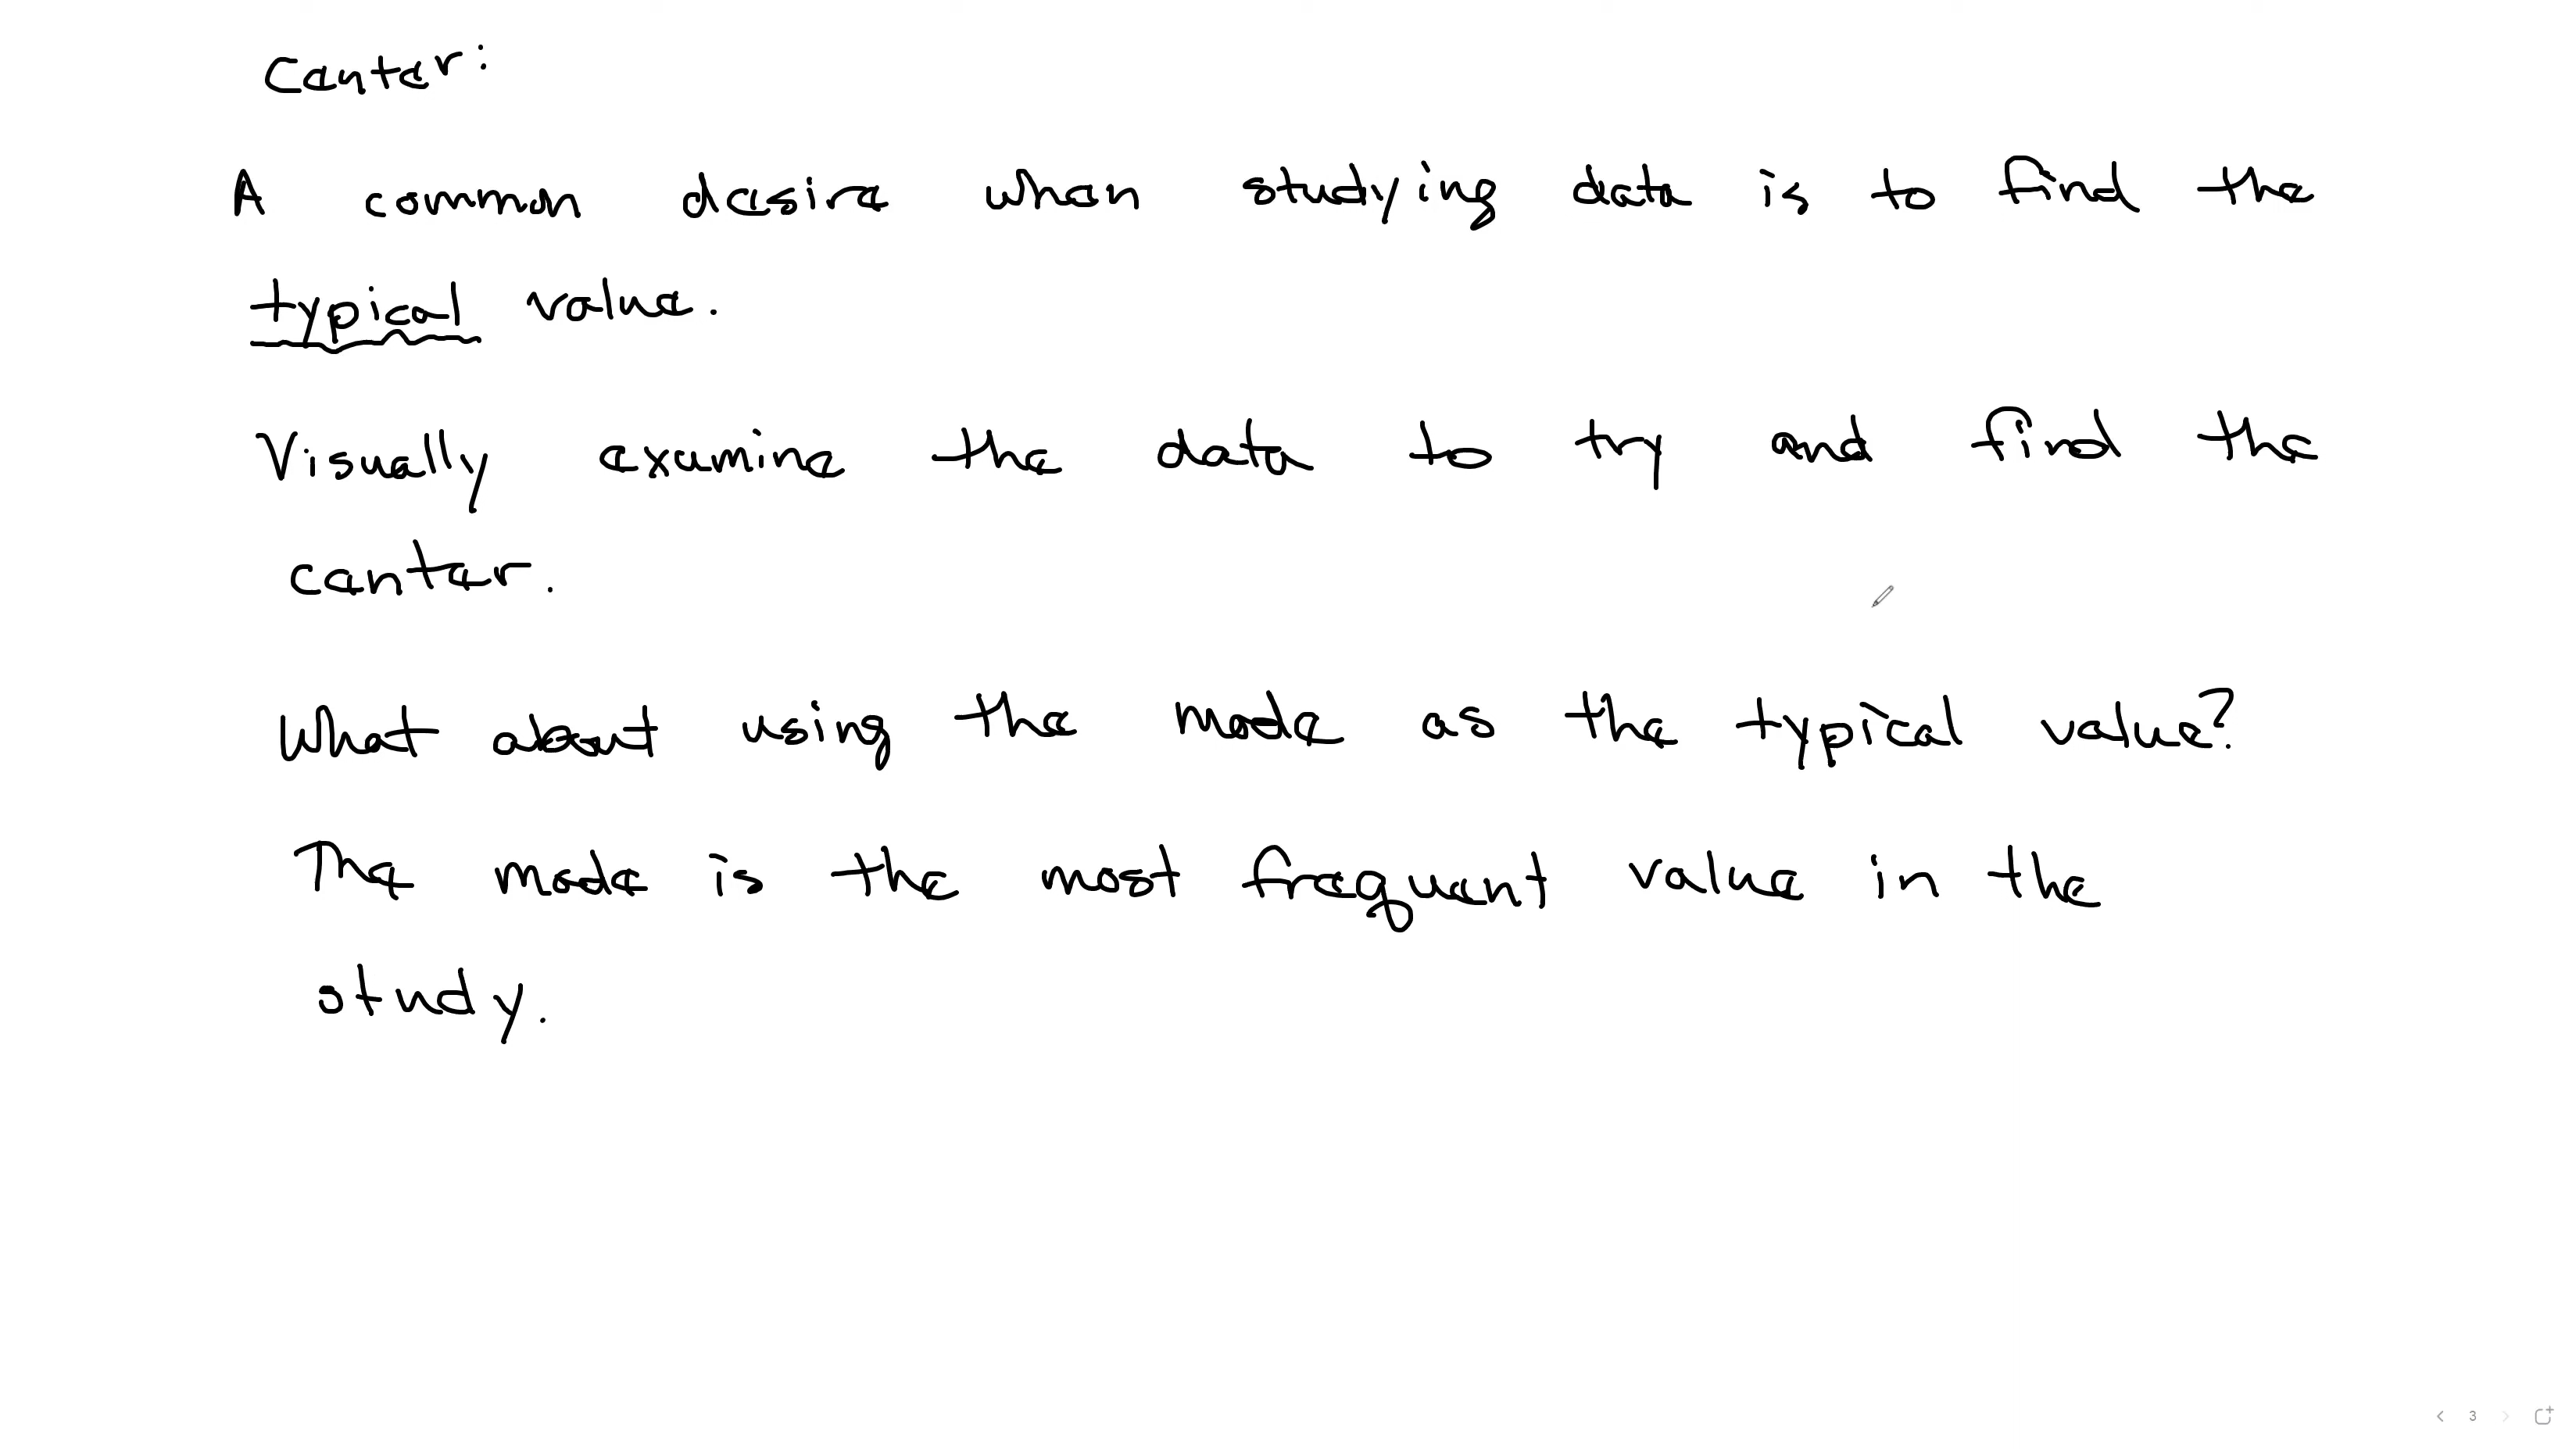 Center:
A common desire when studying data is to find the
typical value.
Visually examine the data to try and find the
center.
What about using the mode as the typical value?
The mode is the most frequent value in the
study.
3